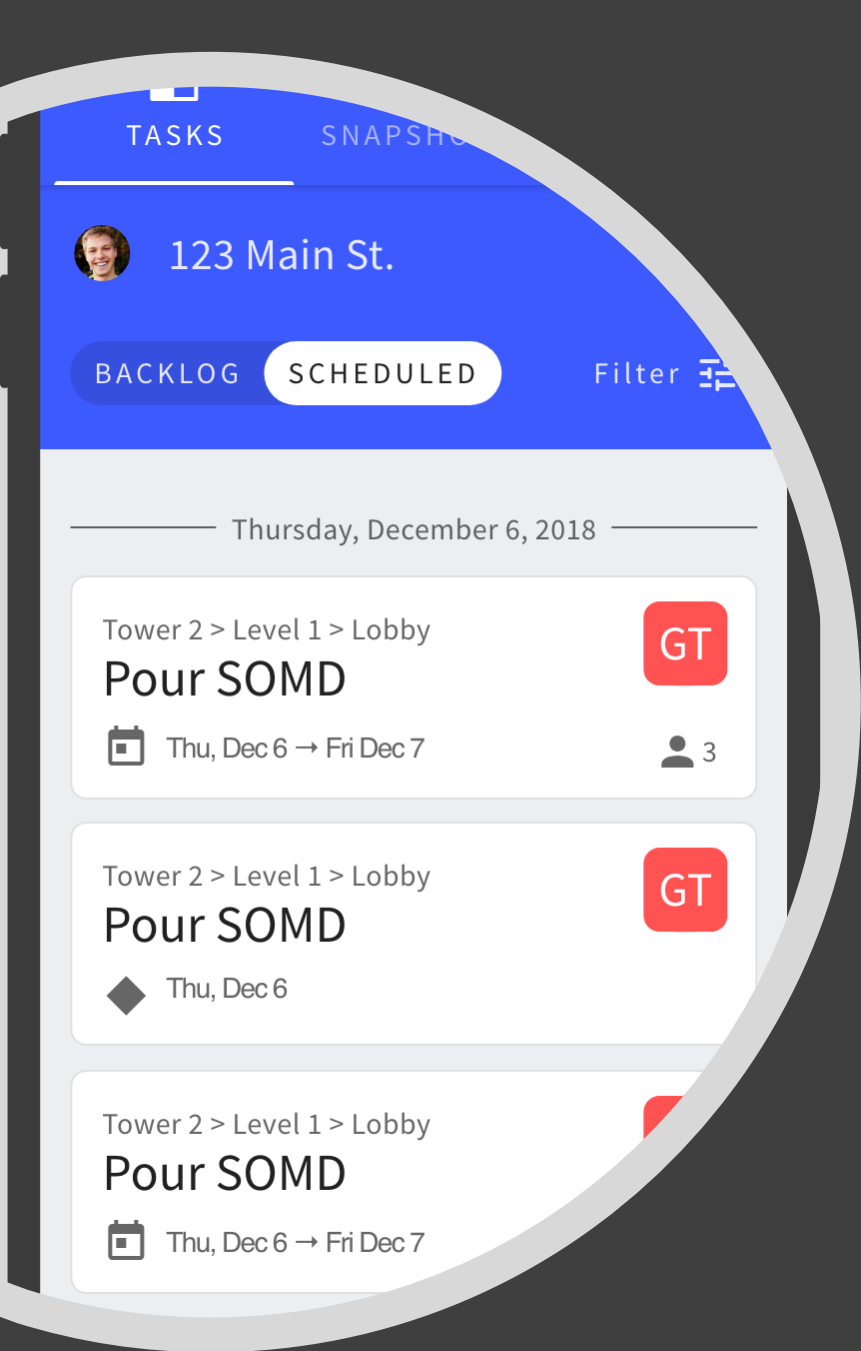 TASKS
123 Main St.
BACKLOG SCHEDULED Filter
Thursday, December 6, 2018
Tower 2 > Level 1 > Lobby
GT
Pour SOMD
Thu, Dec 6 → Fri Dec 7
3
Tower 2 > Level 1 > Lobby
GT
Pour SOMD
Thu, Dec 6
Tower 2 > Level 1 > Lobby
Pour SOMD
Thu, Dec 6 → Fri Dec 7